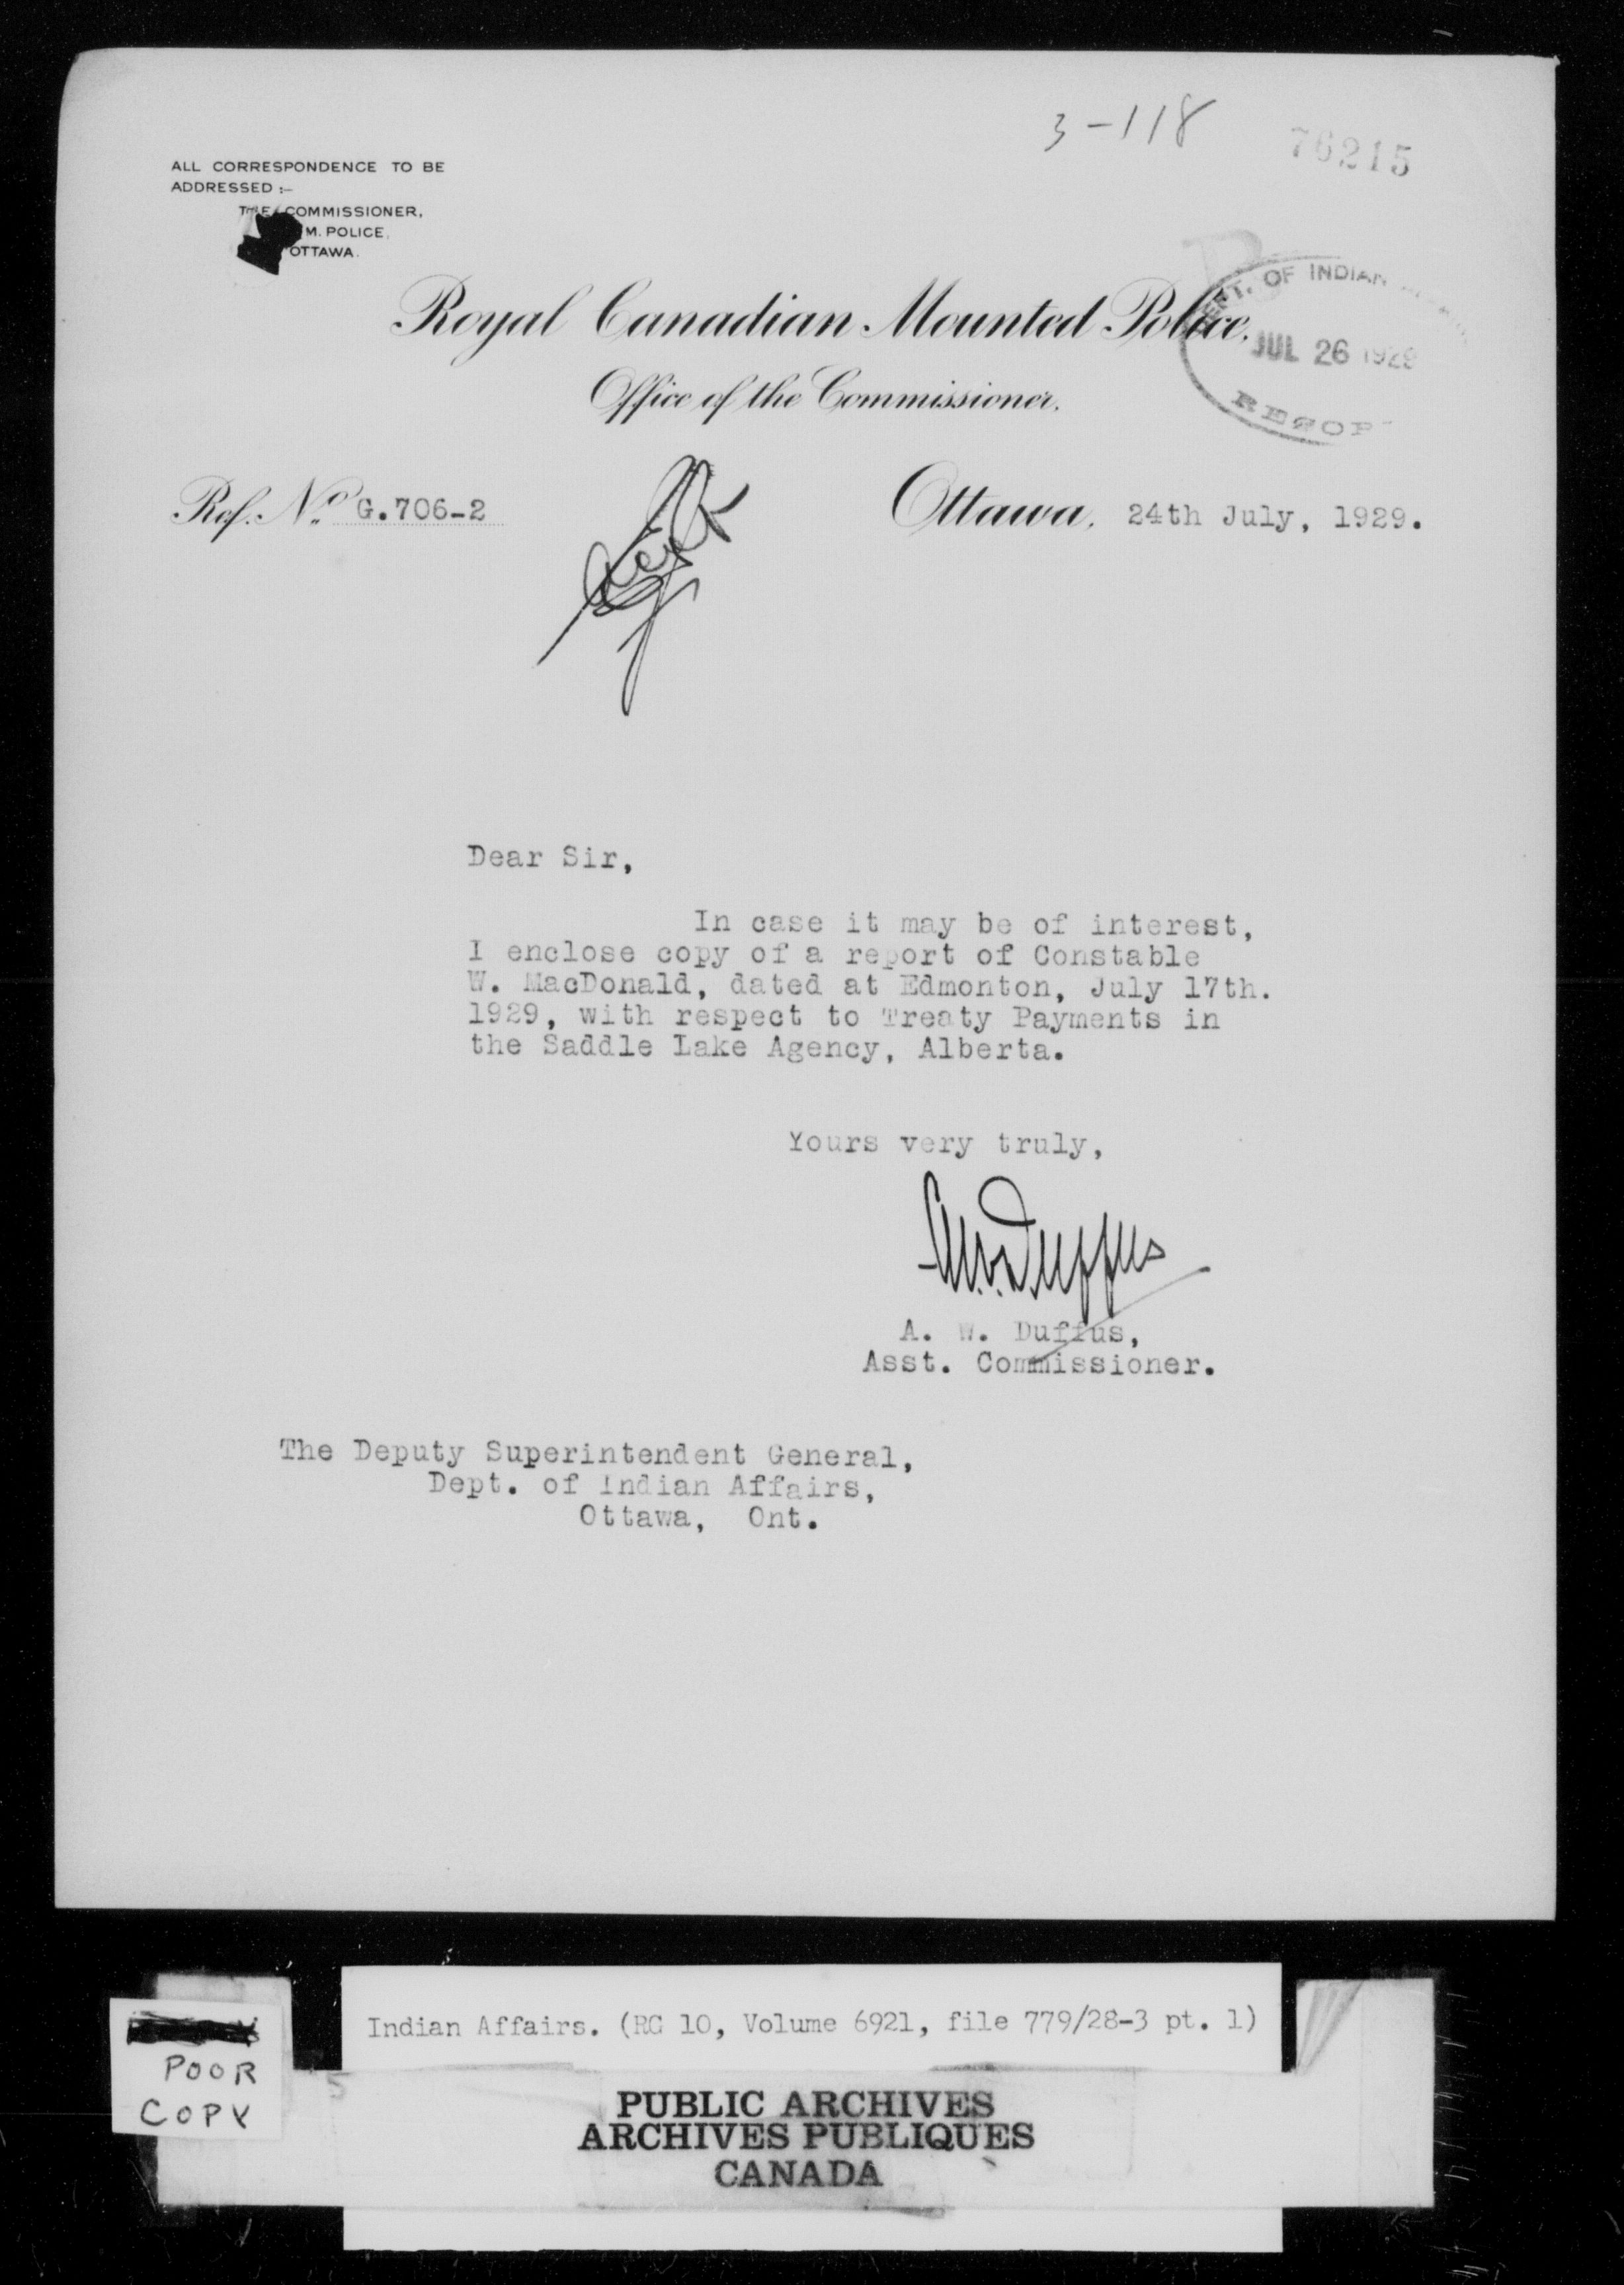 3-118
76215
ALL CORRESPONDENCE TO BE
ADDRESSED :-
THE COMMISSIONER,
M. POLICE,
OTTAWA.
Royal Canadian Mounted Police.
Office of the Commissioner.
DEPT. OF INDIAN
JUL 26 1929
Ref. No. G.706-2
Ottawa, 24th July, 1929.
Dear Sir,
In case it may be of interest,
I enclose copy of a report of Constable
W. MacDonald, dated at Edmonton, July 17th.
1929, with respect to Treaty Payments in
the Saddle Lake Agency, Alberta.
Yours very truly,
A. W. Duffus
A. W. Duffus,
Asst. Commissioner.
The Deputy Superintendent General,
Dept. of Indian Affairs,
Ottawa, Ont.
Indian Affairs. (RG 10, Volume 6921, file 779/28-3 pt. 1)
POOR
COPY
PUBLIC ARCHIVES
ARCHIVES PUBLIQUES
CANADA